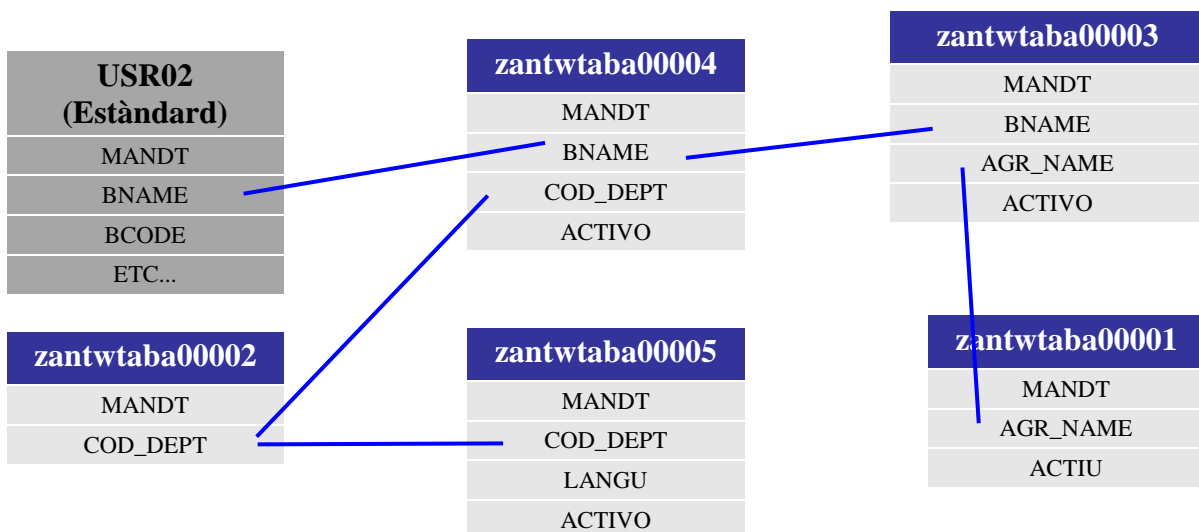 USR02
(Estàndard)
MANDT
BNAME
BCODE
ETC...
zantwtaba00004
MANDT
BNAME
COD_DEPT
ACTIVO
zantwtaba00003
MANDT
BNAME
AGR_NAME
ACTIVO
zantwtaba00002
MANDT
COD_DEPT
zantwtaba00005
MANDT
COD_DEPT
LANGU
ACTIVO
zantwtaba00001
MANDT
AGR_NAME
ACTIU